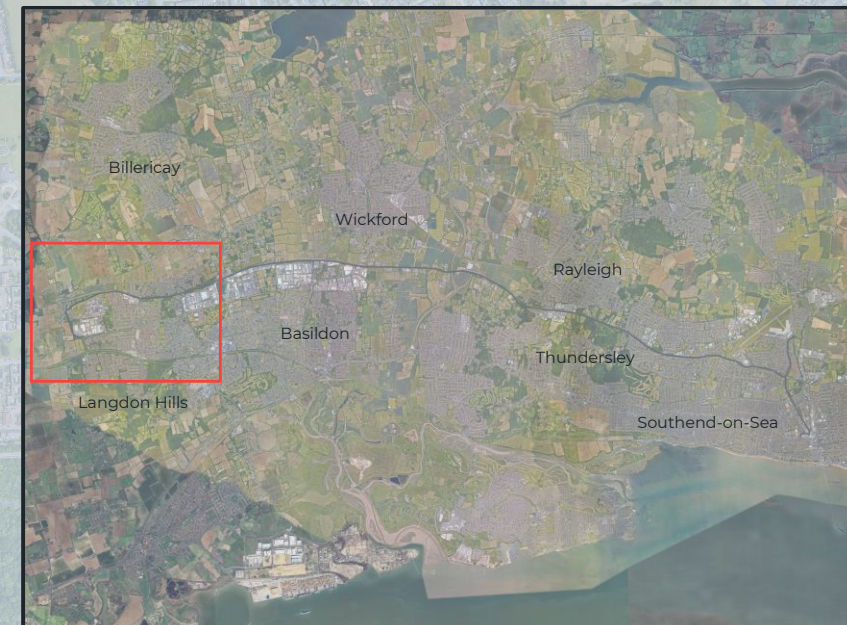 Billericay
Wickford
Rayleigh
Basildon
Thundersley
Langdon Hills
Southend-on-Sea